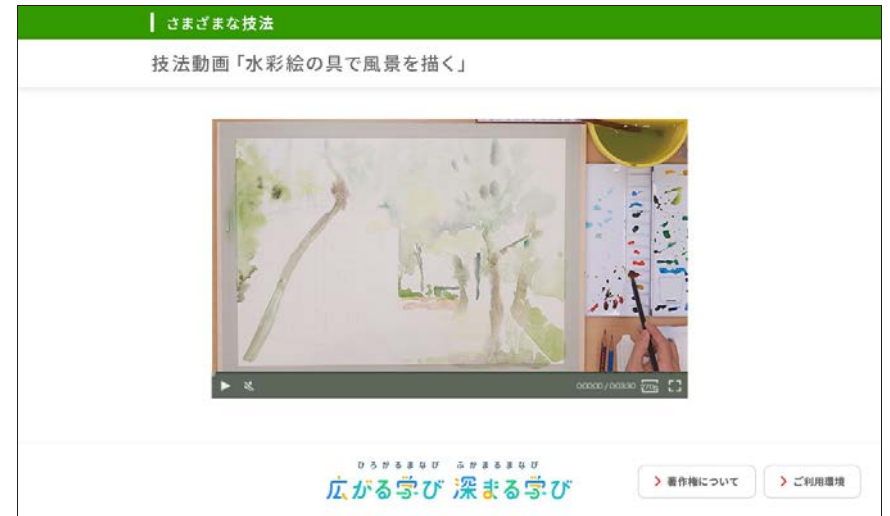 さまざまな技法
技法動画「水彩絵の具で風景を描く」
00:00:00 / 00:03:30
ひろがるまなび ふかまるまなび
広がる学び 深まる学び
著作権について
ご利用環境